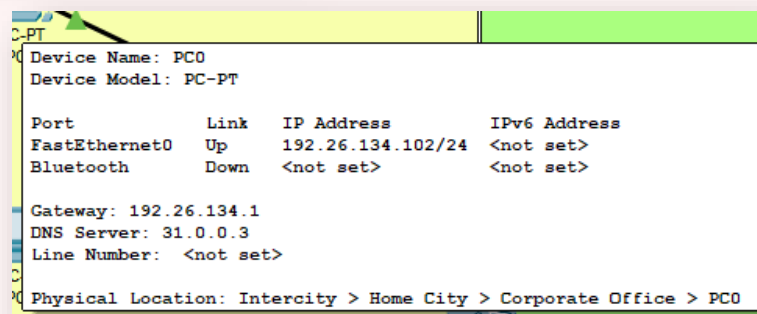 C-PT
Device Name: PC0
Device Model: PC-PT
Port Link IP Address IPv6 Address
FastEthernet0 Up 192.26.134.102/24 <not set>
Bluetooth Down <not set> <not set>
Gateway: 192.26.134.1
DNS Server: 31.0.0.3
Line Number: <not set>
Physical Location: Intercity > Home City > Corporate Office > PC0